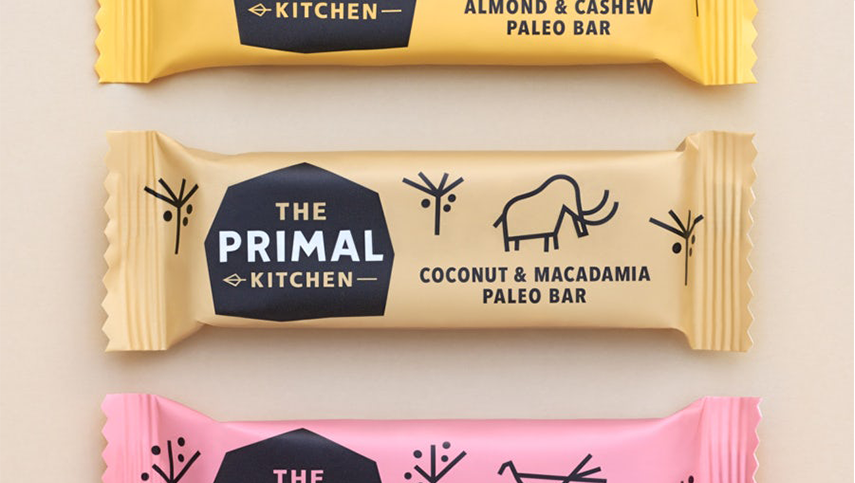 KITCHEN
ALMOND & CASHEW
PALEO BAR
THE
PRIMAL
KITCHEN
COCONUT & MACADAMIA
PALEO BAR
THE